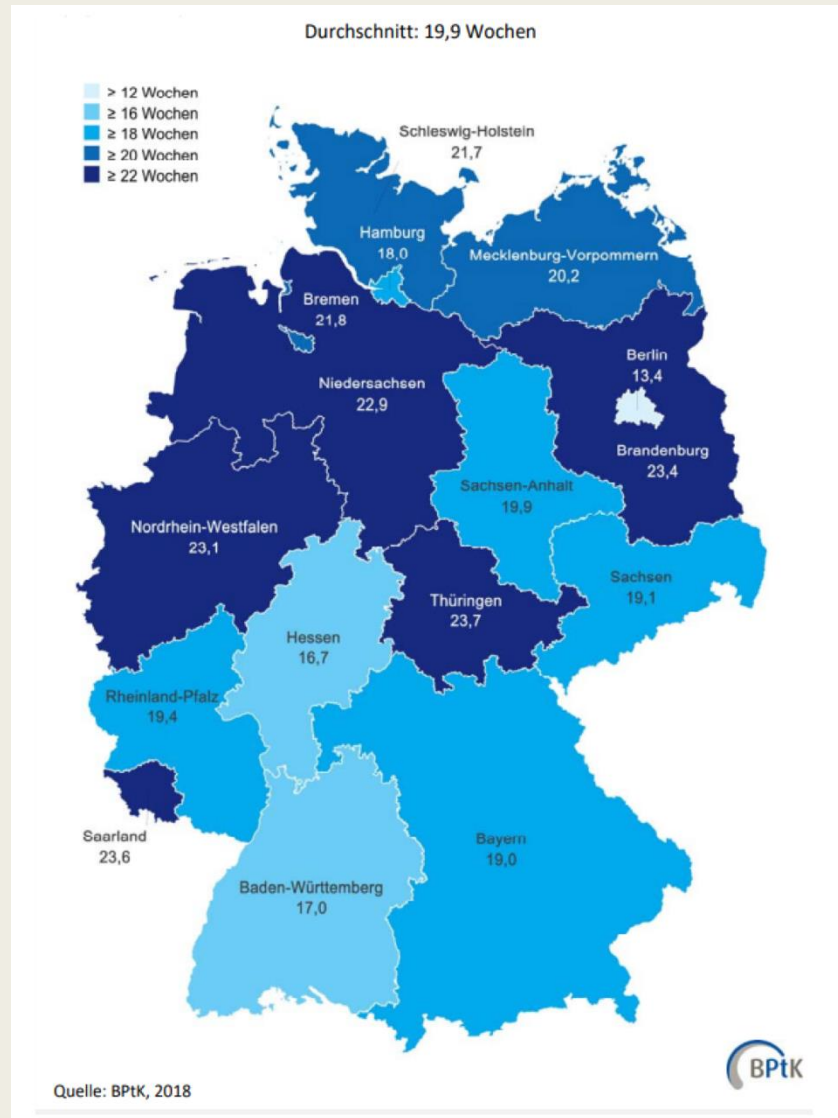 Durchschnitt: 19,9 Wochen
> 12 Wochen
≥ 16 Wochen
≥ 18 Wochen
≥ 20 Wochen
≥ 22 Wochen
Schleswig-Holstein
21,7
Hamburg
18,0
Mecklenburg-Vorpommern
20,2
Bremen
21,8
Berlin
13,4
Niedersachsen
22,9
Brandenburg
23,4
Sachsen-Anhalt
19,9
Nordrhein-Westfalen
23,1
Sachsen
19,1
Thüringen
23,7
Hessen
16,7
Rheinland-Pfalz
19,4
Saarland
23,6
Bayern
19,0
Baden-Württemberg
17,0
BPtK
Quelle: BPtK, 2018